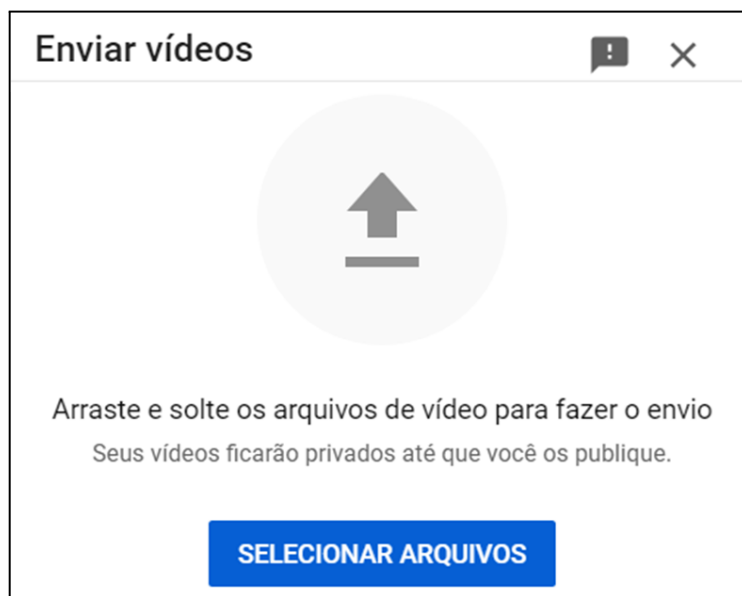 Enviar vídeos
Arraste e solte os arquivos de vídeo para fazer o envio
Seus vídeos ficarão privados até que você os publique.
SELECIONAR ARQUIVOS